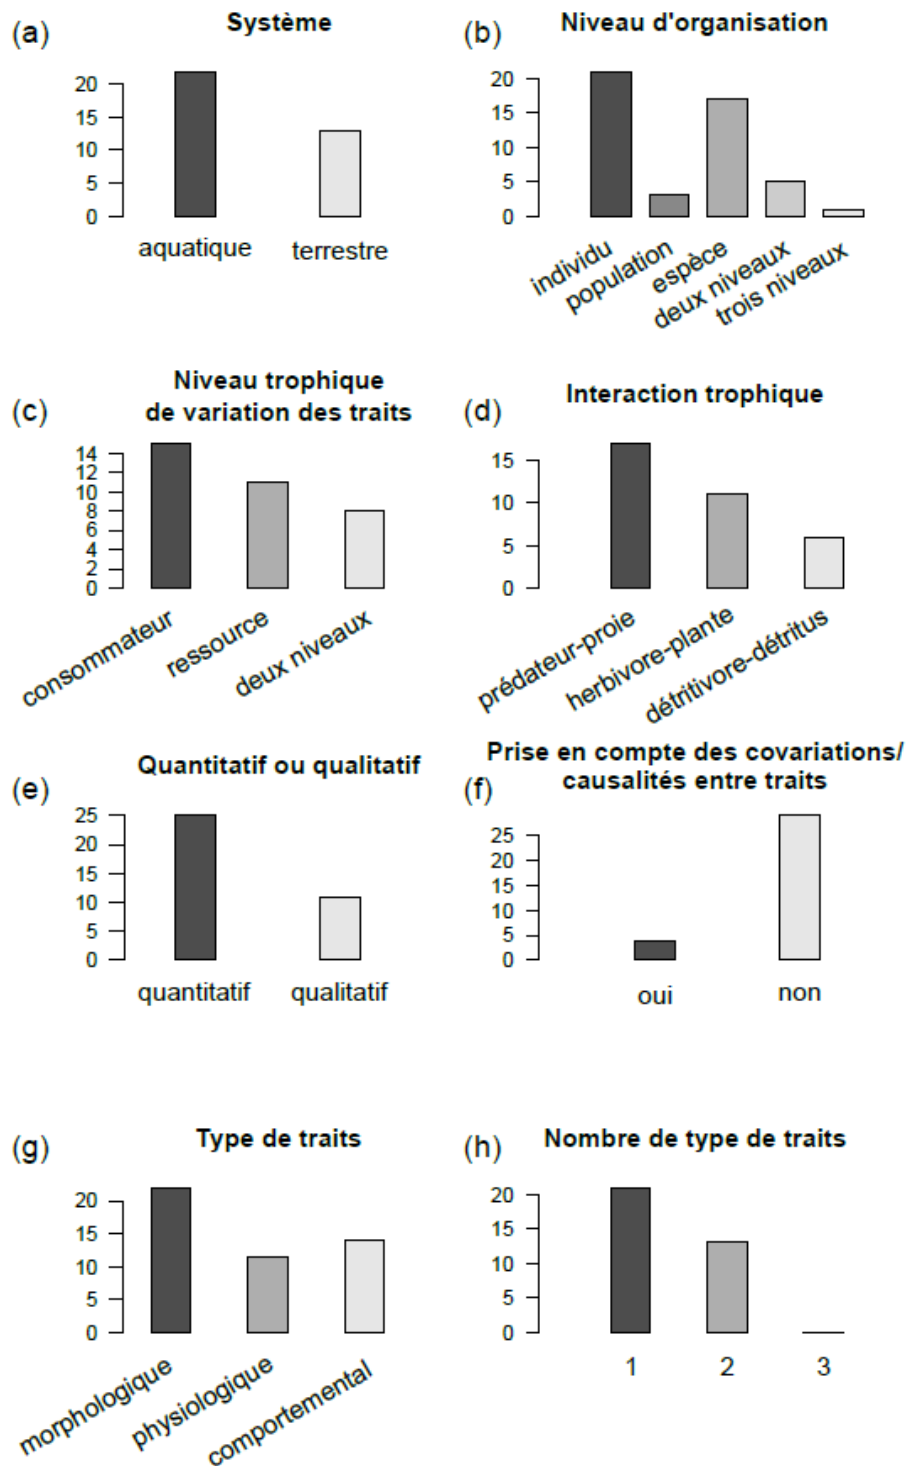 (a) Système
20
15
10
5
0
aquatique terrestre
(b) Niveau d'organisation
20
15
10
5
0
individu
population
espèce
deux niveaux
trois niveaux
(c) Niveau trophique
de variation des traits
14
12
10
8
6
4
2
0
consommateur
ressource
deux niveaux
(d) Interaction trophique
15
10
5
0
prédateur-proie
herbivore-plante
détritivore-détritus
(e) Quantitatif ou qualitatif
25
20
15
10
5
0
quantitatif qualitatif
(f) Prise en compte des covariations/
causalités entre traits
25
20
15
10
5
0
oui non
(g) Type de traits
20
15
10
5
0
morphologique
physiologique
comportemental
(h) Nombre de type de traits
20
15
10
5
0
1 2 3